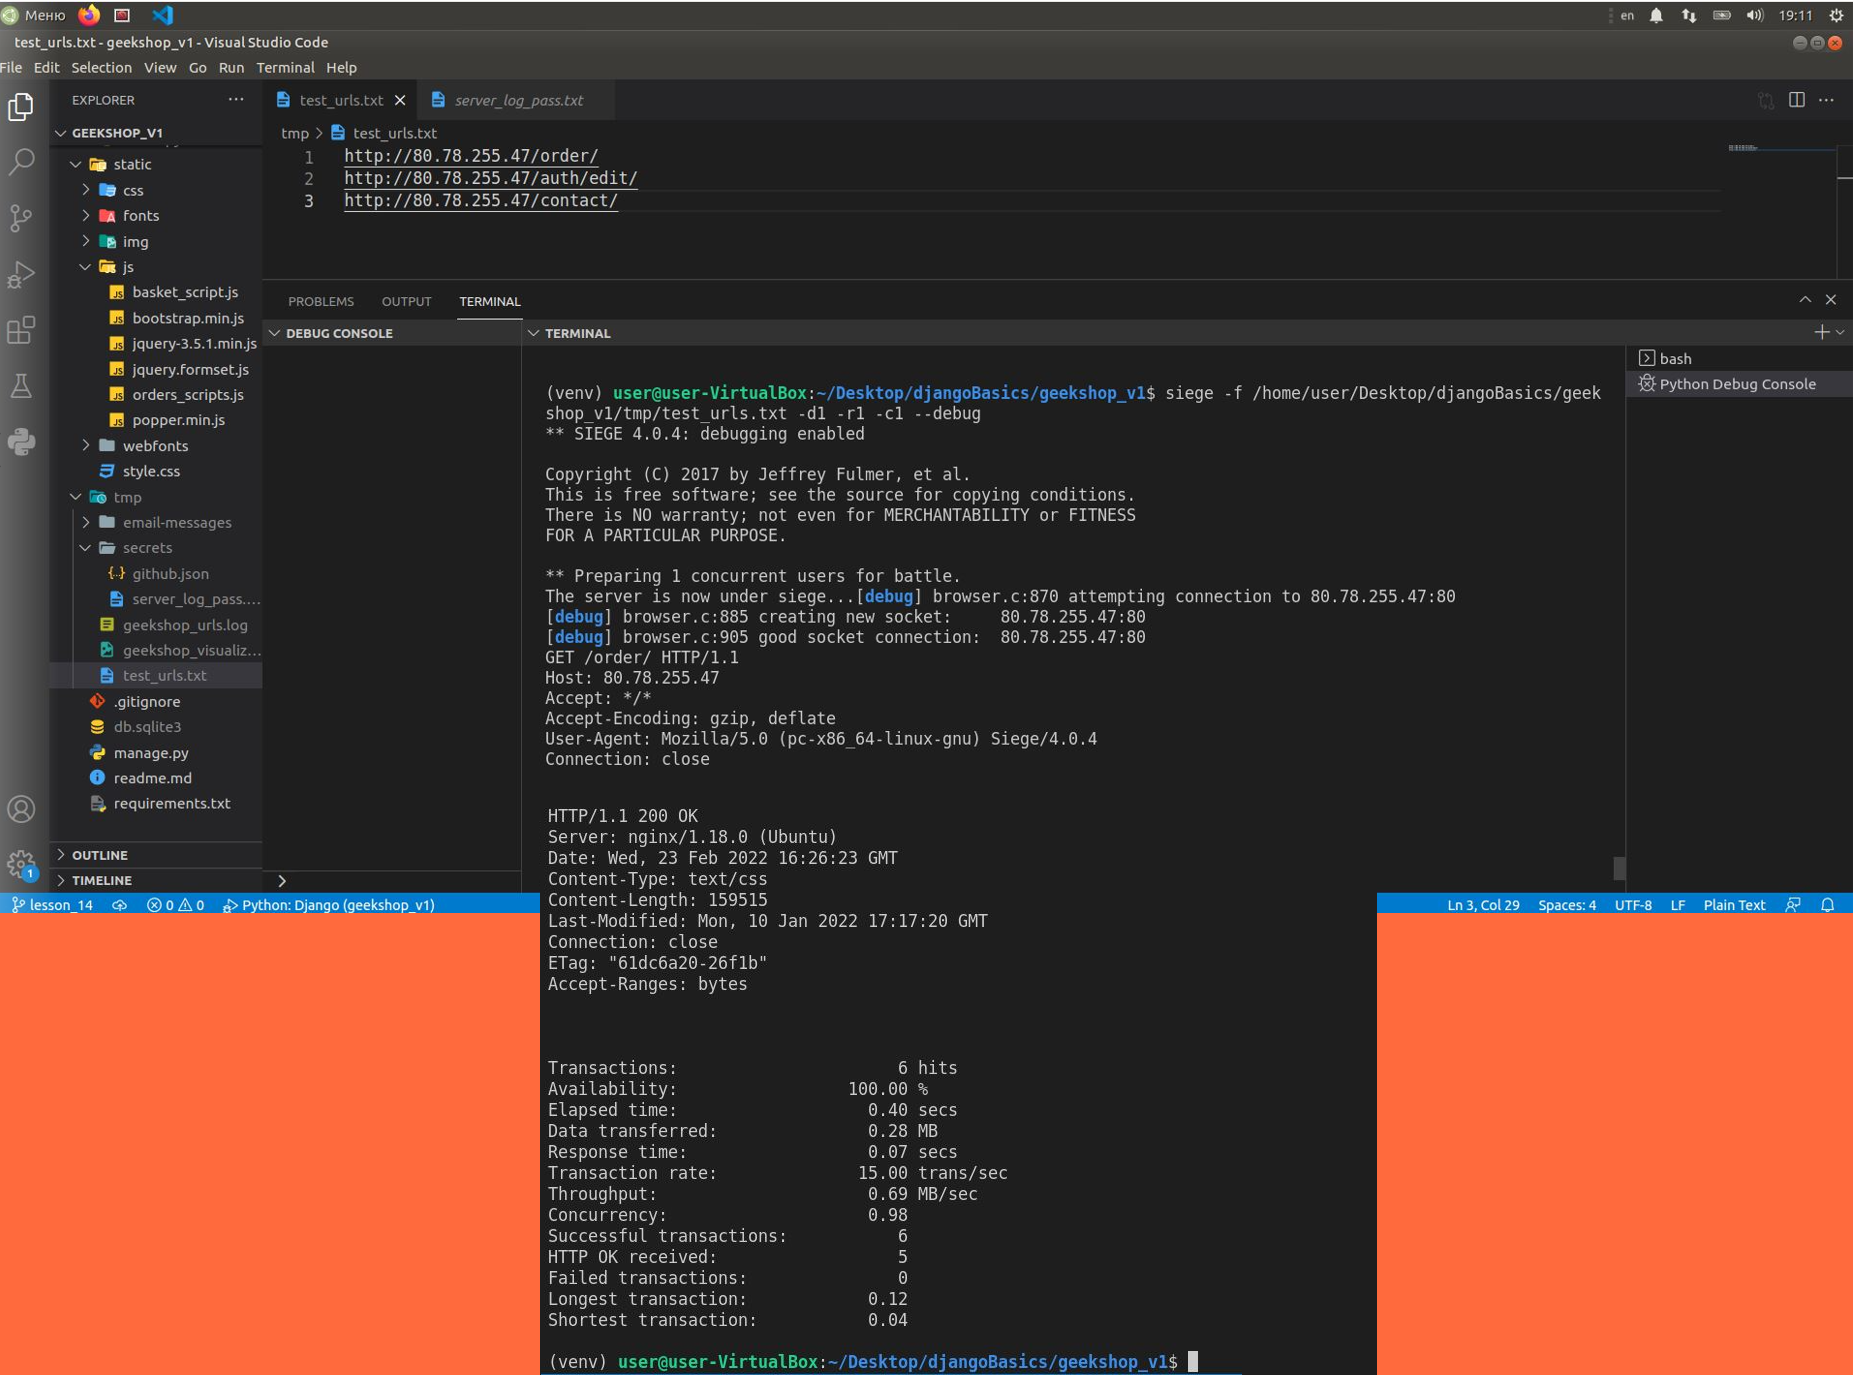 Меню
en
19:11
test_urls.txt - geekshop_v1 - Visual Studio Code
File Edit Selection View Go Run Terminal Help
EXPLORER
GEEKSHOP_V1
static
css
fonts
img
js
basket_script.js
bootstrap.min.js
jquery-3.5.1.min.js
jquery.formset.js
orders_scripts.js
popper.min.js
webfonts
style.css
tmp
email-messages
secrets
github.json
server_log_pass....
geekshop_urls.log
geekshop_visualiz...
test_urls.txt
.gitignore
db.sqlite3
manage.py
readme.md
requirements.txt
OUTLINE
TIMELINE
test_urls.txt
server_log_pass.txt
tmp > test_urls.txt
1 http://80.78.255.47/order/
2 http://80.78.255.47/auth/edit/
3 http://80.78.255.47/contact/
PROBLEMS OUTPUT TERMINAL
DEBUG CONSOLE
TERMINAL
bash
Python Debug Console
(venv) user@user-VirtualBox:~/Desktop/djangoBasics/geekshop_v1$ siege -f /home/user/Desktop/djangoBasics/geek
shop_v1/tmp/test_urls.txt -d1 -r1 -c1 --debug
** SIEGE 4.0.4: debugging enabled
Copyright (C) 2017 by Jeffrey Fulmer, et al.
This is free software; see the source for copying conditions.
There is NO warranty; not even for MERCHANTABILITY or FITNESS
FOR A PARTICULAR PURPOSE.
** Preparing 1 concurrent users for battle.
The server is now under siege...[debug] browser.c:870 attempting connection to 80.78.255.47:80
[debug] browser.c:885 creating new socket:     80.78.255.47:80
[debug] browser.c:905 good socket connection:  80.78.255.47:80
GET /order/ HTTP/1.1
Host: 80.78.255.47
Accept: */*
Accept-Encoding: gzip, deflate
User-Agent: Mozilla/5.0 (pc-x86_64-linux-gnu) Siege/4.0.4
Connection: close
HTTP/1.1 200 OK
Server: nginx/1.18.0 (Ubuntu)
Date: Wed, 23 Feb 2022 16:26:23 GMT
Content-Type: text/css
Content-Length: 159515
Last-Modified: Mon, 10 Jan 2022 17:17:20 GMT
Connection: close
ETag: "61dc6a20-26f1b"
Accept-Ranges: bytes
Transactions: 6 hits
Availability: 100.00 %
Elapsed time: 0.40 secs
Data transferred: 0.28 MB
Response time: 0.07 secs
Transaction rate: 15.00 trans/sec
Throughput: 0.69 MB/sec
Concurrency: 0.98
Successful transactions: 6
HTTP OK received: 5
Failed transactions: 0
Longest transaction: 0.12
Shortest transaction: 0.04
(venv) user@user-VirtualBox:~/Desktop/djangoBasics/geekshop_v1$
1
lesson_14
0 0
Python: Django (geekshop_v1)
Ln 3, Col 29 Spaces: 4 UTF-8 LF Plain Text